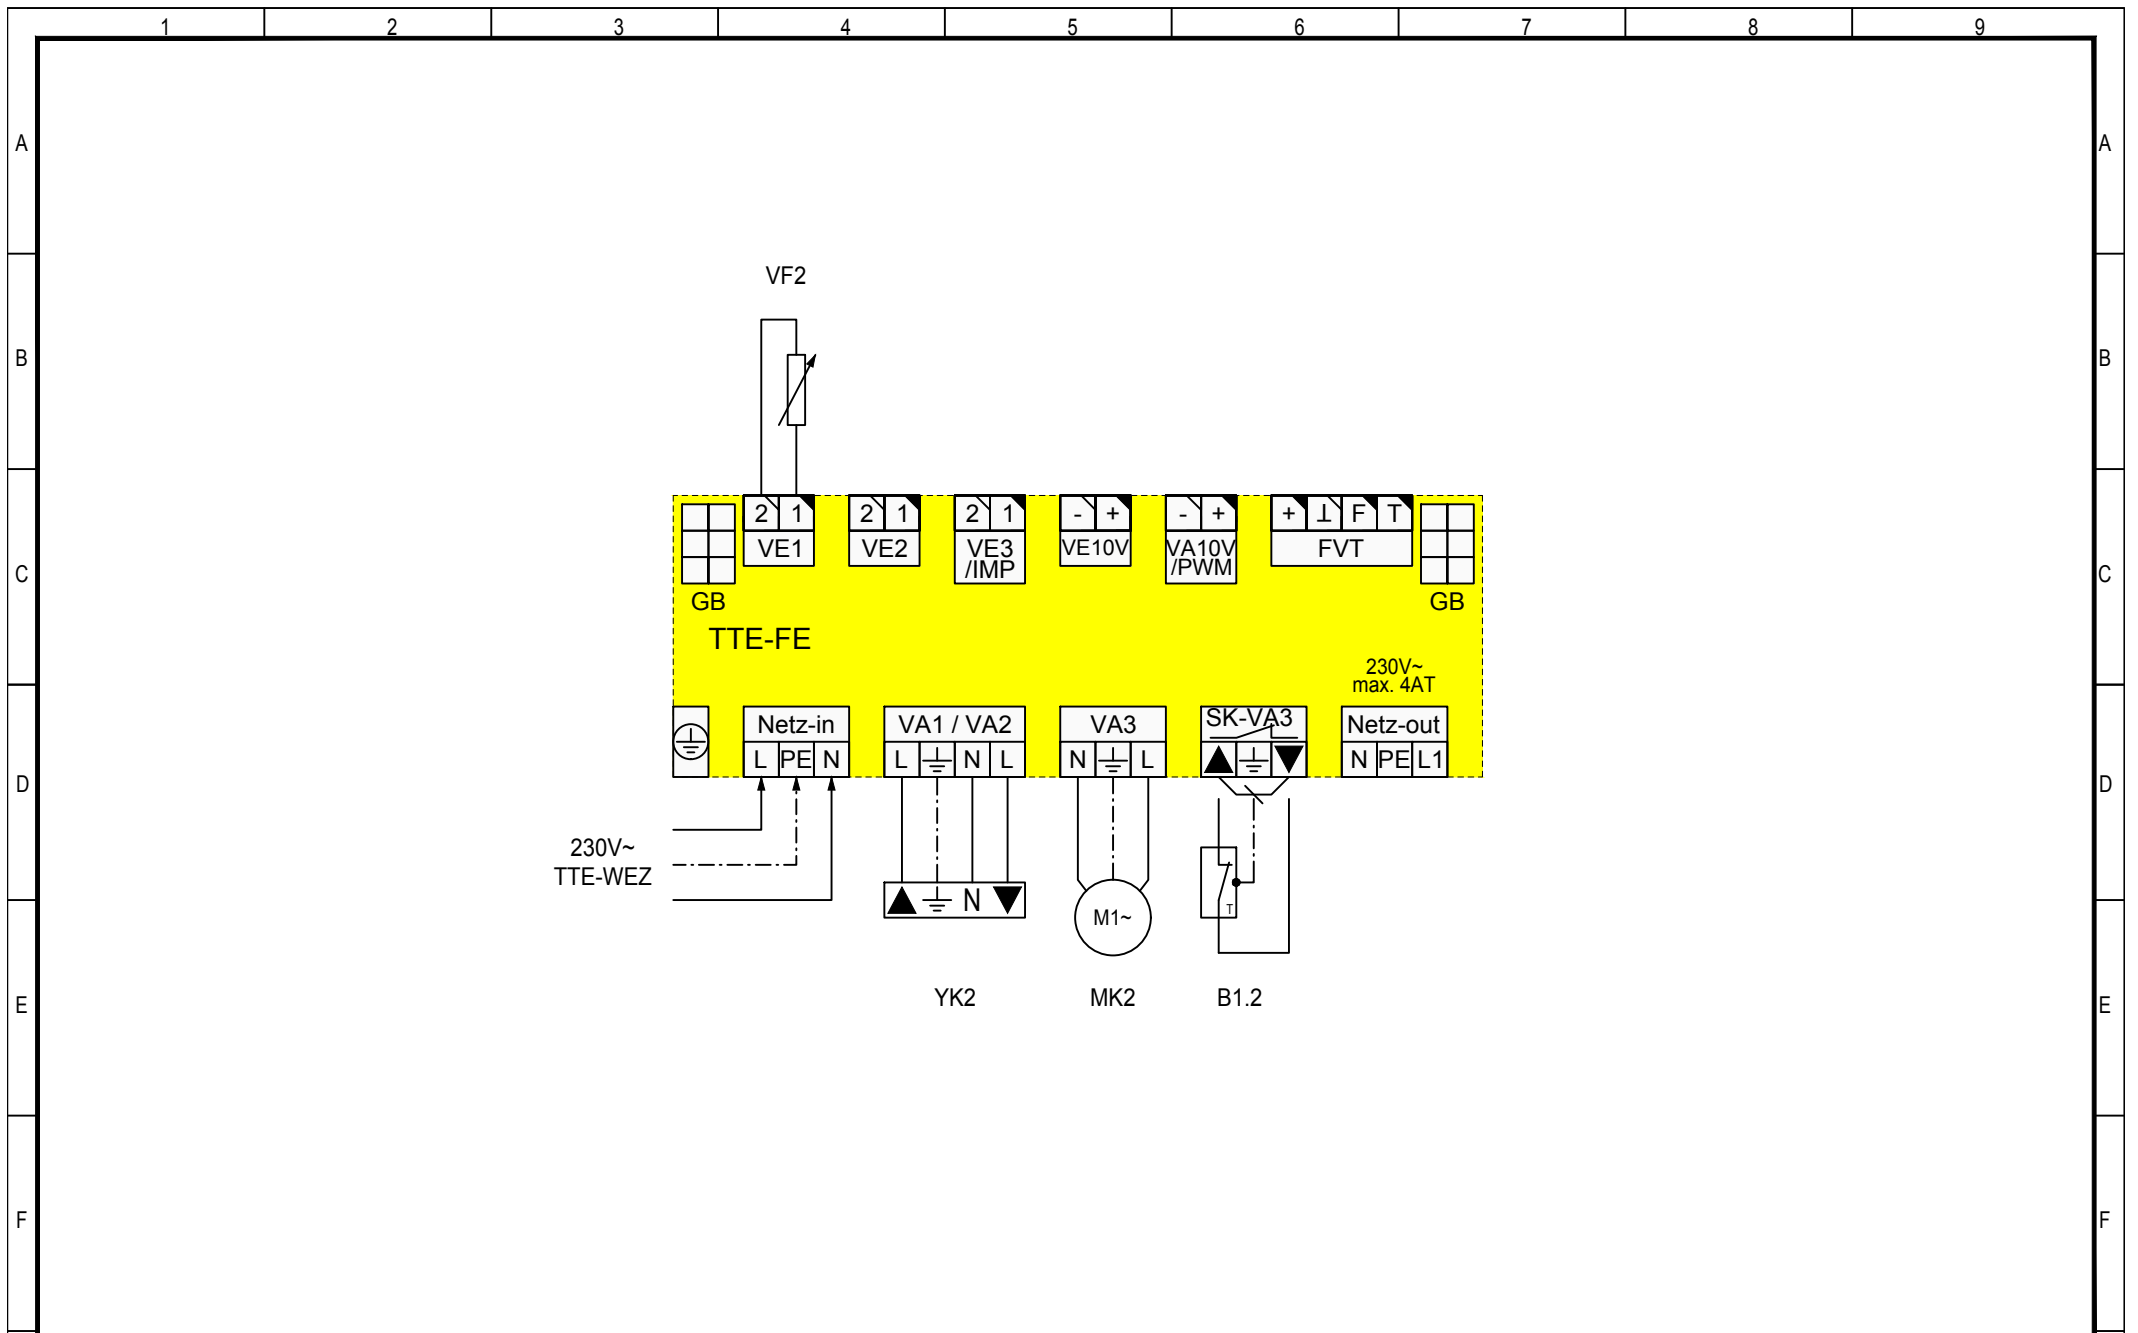 1 2 3 4 5 6 7 8 9
A A
VF2
B B
2 1 2 1 2 1 - + - + + ⊥ F T
VE1 VE2 VE3 VE10V VA10V FVT
/IMP /PWM
C C
GB GB
TTE-FE
230V~
max. 4AT
Netz-in VA1 / VA2 VA3 SK-VA3 Netz-out
L PE N L N L N L N PE L1
D D
230V~
TTE-WEZ
N
M1~
T
YK2 MK2 B1.2
E E
F F